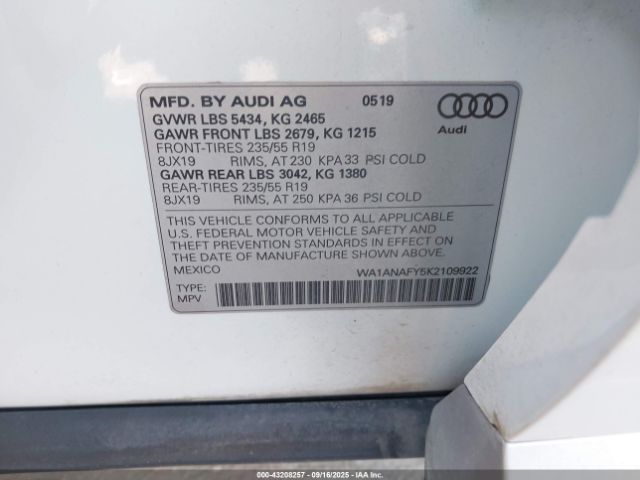 MFD. BY AUDI AG 0519
GVWR LBS 5434, KG 2465
GAWR FRONT LBS 2679, KG 1215
FRONT-TIRES 235/55 R19
8JX19 RIMS, AT 230 KPA 33 PSI COLD
GAWR REAR LBS 3042, KG 1380
REAR-TIRES 235/55 R19
8JX19 RIMS, AT 250 KPA 36 PSI COLD
Audi
THIS VEHICLE CONFORMS TO ALL APPLICABLE
U.S. FEDERAL MOTOR VEHICLE SAFETY AND
THEFT PREVENTION STANDARDS IN EFFECT ON
THE DATE OF MANUFACTURE SHOWN ABOVE.
MEXICO WA1ANAFY5K2109922
TYPE:
MPV
000-43208257 - 09/16/2025 - IAAI.COM